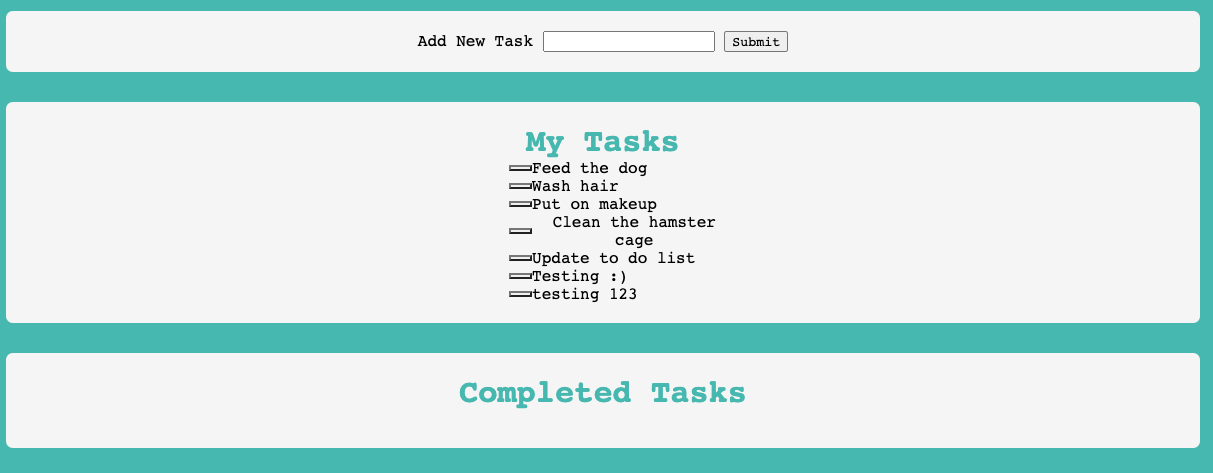 Add New Task Submit
My Tasks
Feed the dog
Wash hair
Put on makeup
Clean the hamster
cage
Update to do list
Testing :)
testing 123
Completed Tasks